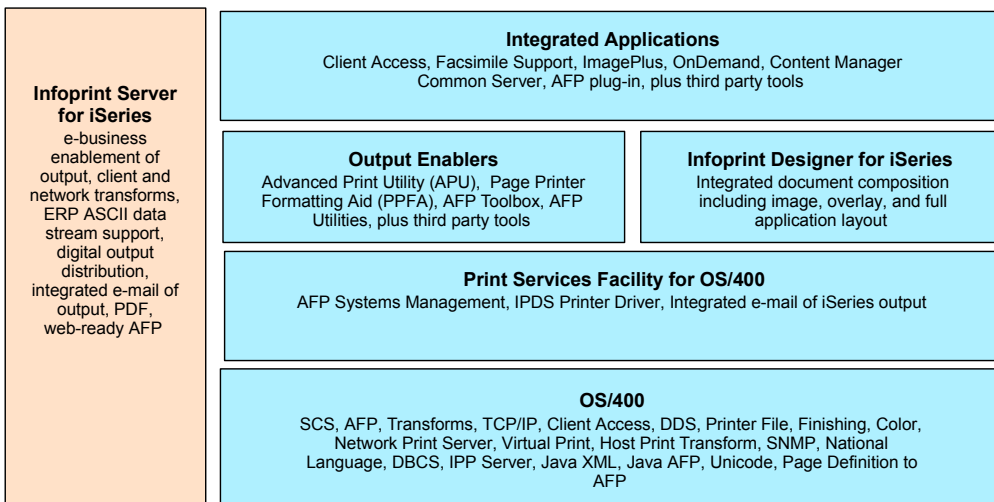 Infoprint Server
for iSeries
e-business
enablement of
output, client and
network transforms,
ERP ASCII data
stream support,
digital output
distribution,
integrated e-mail of
output, PDF,
web-ready AFP
Integrated Applications
Client Access, Facsimile Support, ImagePlus, OnDemand, Content Manager
Common Server, AFP plug-in, plus third party tools
Output Enablers
Advanced Print Utility (APU), Page Printer
Formatting Aid (PPFA), AFP Toolbox, AFP
Utilities, plus third party tools
Infoprint Designer for iSeries
Integrated document composition
including image, overlay, and full
application layout
Print Services Facility for OS/400
AFP Systems Management, IPDS Printer Driver, Integrated e-mail of iSeries output
OS/400
SCS, AFP, Transforms, TCP/IP, Client Access, DDS, Printer File, Finishing, Color,
Network Print Server, Virtual Print, Host Print Transform, SNMP, National
Language, DBCS, IPP Server, Java XML, Java AFP, Unicode, Page Definition to
AFP